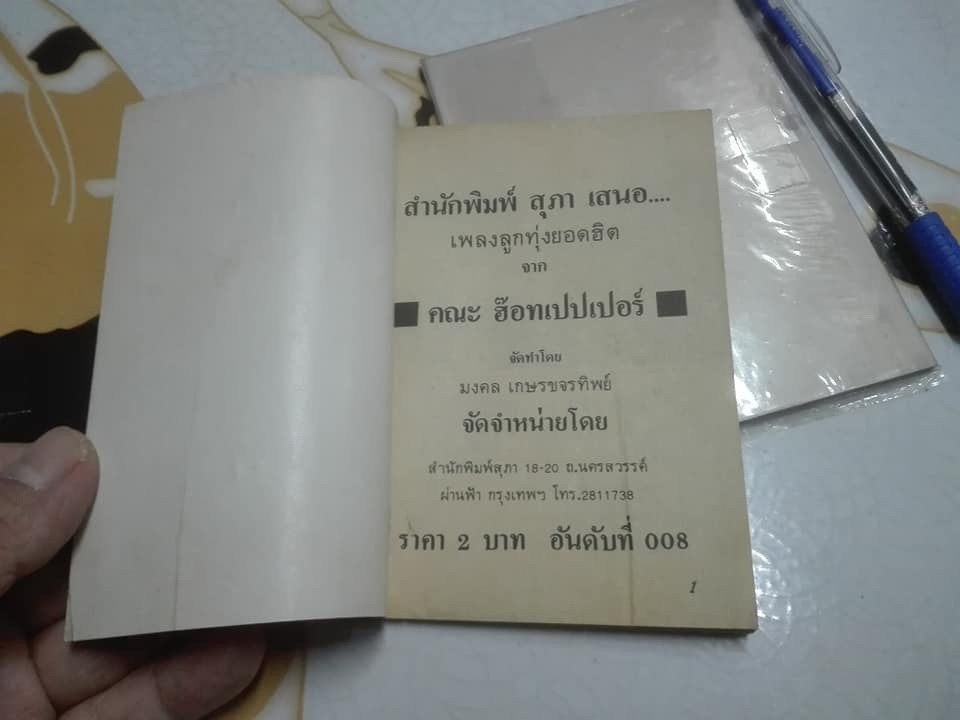 สำนักพิมพ์ สุภา เสนอ....
เพลงลูกทุ่งยอดฮิต
จาก
■ คณะ ฮ๊อทเปปเปอร์ ■
จัดทำโดย
มงคล เกษรขจรทิพย์
จัดจำหน่ายโดย
สำนักพิมพ์สุภา 18-20 ถ.นครสวรรค์
ผ่านฟ้า กรุงเทพฯ โทร.2811738
ราคา 2 บาท อันดับที่ 008
1